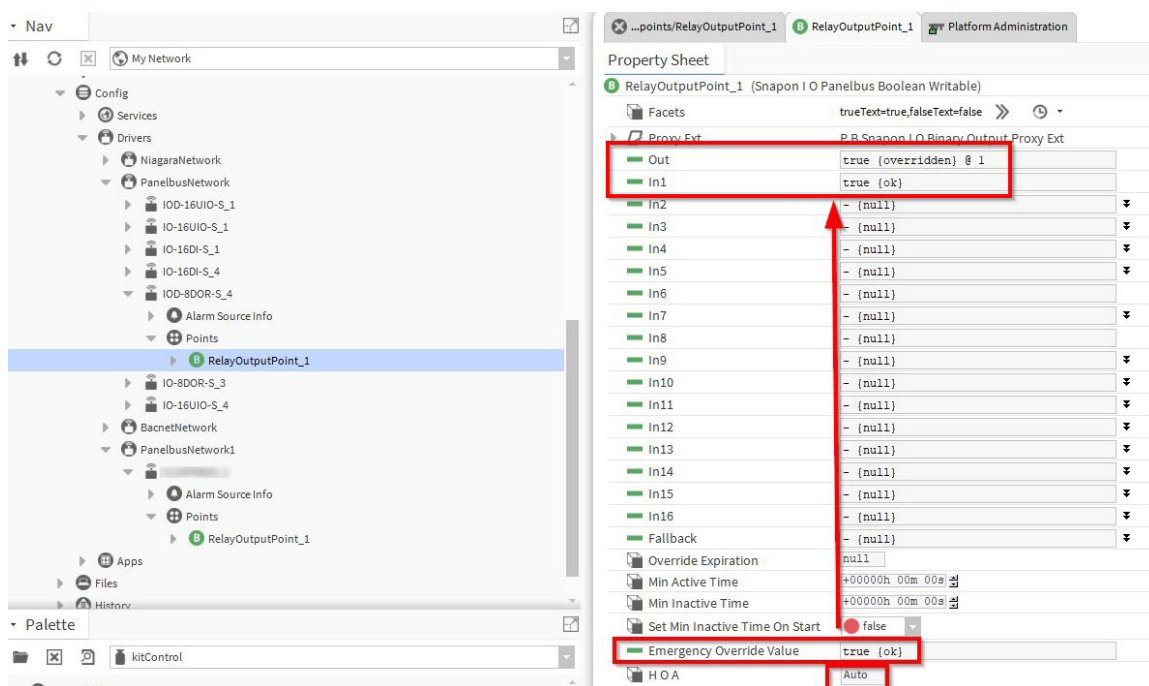 Nav
My Network
Config
Services
Drivers
NiagaraNetwork
PanelbusNetwork
IOD-16UIO-S_1
IO-16UIO-S_1
IO-16DI-S_1
IO-16DI-S_4
IOD-8DOR-S_4
Alarm Source Info
Points
RelayOutputPoint_1
IO-8DOR-S_3
IO-16UIO-S_4
BacnetNetwork
PanelbusNetwork1
Alarm Source Info
Points
RelayOutputPoint_1
Apps
Files
History
Palette
kitControl
...points/RelayOutputPoint_1 RelayOutputPoint_1 Platform Administration
Property Sheet
RelayOutputPoint_1 (Snapon I O Panelbus Boolean Writable)
Facets trueText=true,falseText=false
Proxy Ext P B Snapon I O Binary Output Proxy Ext
Out true {overridden} @ 1
In1 true {ok}
In2 - {null}
In3 - {null}
In4 - {null}
In5 - {null}
In6 - {null}
In7 - {null}
In8 - {null}
In9 - {null}
In10 - {null}
In11 - {null}
In12 - {null}
In13 - {null}
In14 - {null}
In15 - {null}
In16 - {null}
Fallback - {null}
Override Expiration null
Min Active Time +00000h 00m 00s
Min Inactive Time +00000h 00m 00s
Set Min Inactive Time On Start false
Emergency Override Value true {ok}
H O A Auto